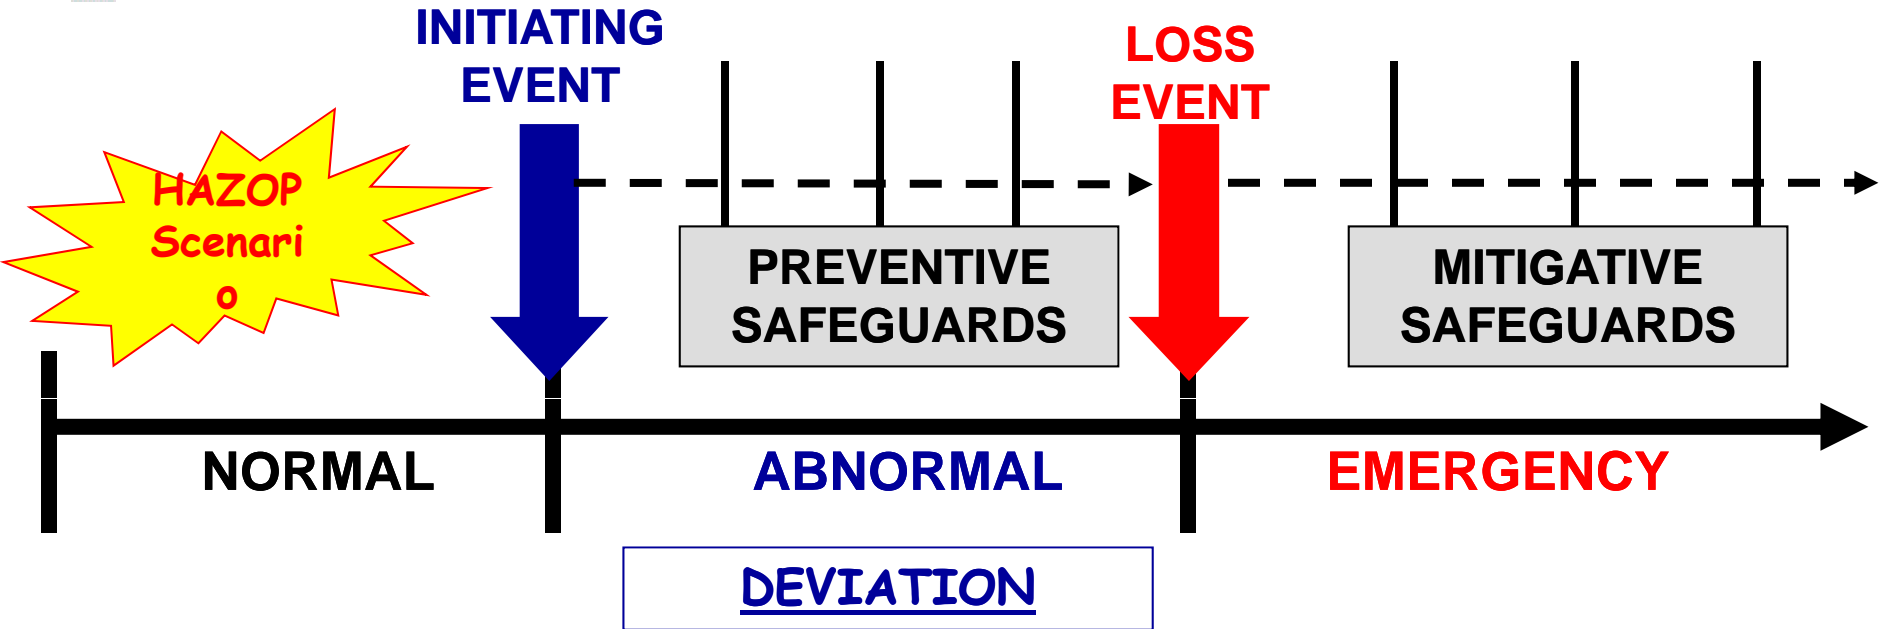 INITIATING
EVENT
LOSS
EVENT
HAZOP
Scenari
o
PREVENTIVE
SAFEGUARDS
MITIGATIVE
SAFEGUARDS
NORMAL
ABNORMAL
EMERGENCY
DEVIATION